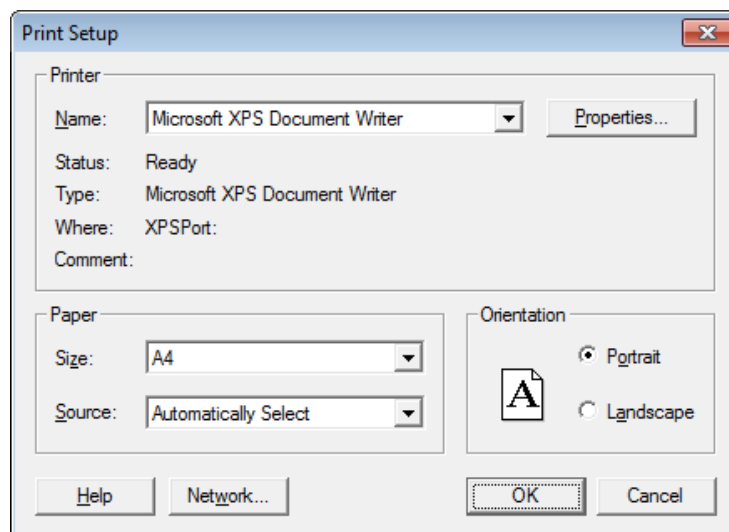 Print Setup
Printer
Name: Microsoft XPS Document Writer Properties...
Status: Ready
Type: Microsoft XPS Document Writer
Where: XPSPort:
Comment:
Paper
Size: A4
Source: Automatically Select
Orientation
A
Portrait
Landscape
Help Network... OK Cancel